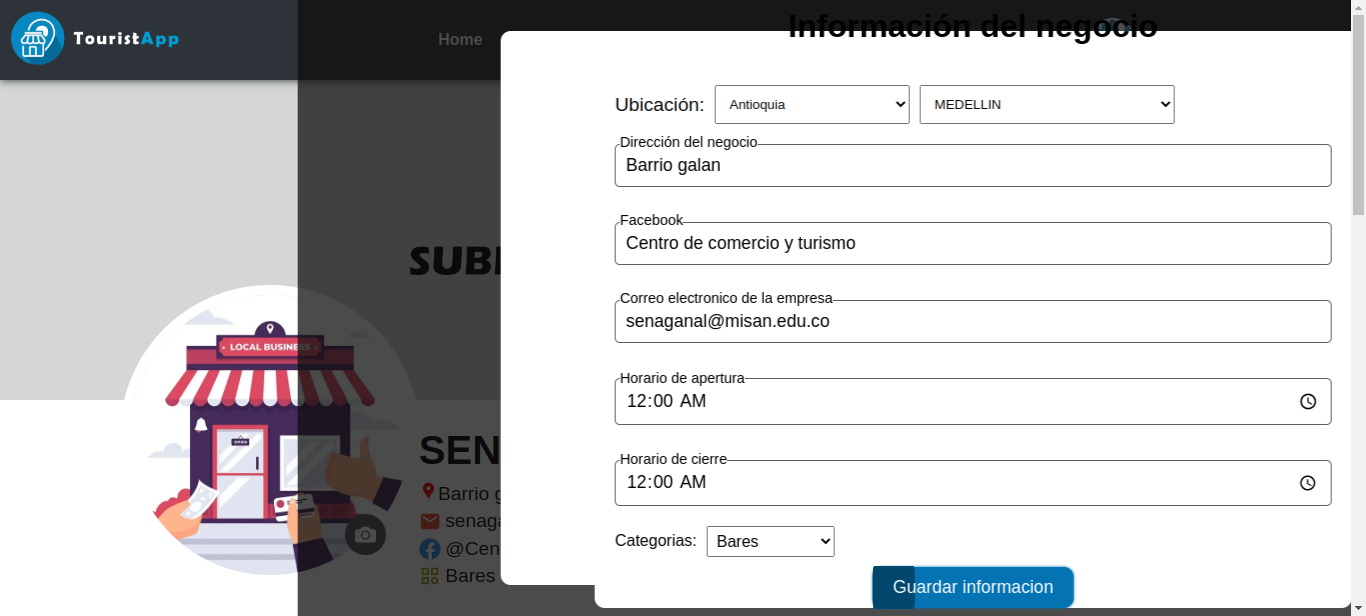 TouristApp
Home
Información del negocio
Ubicación: Antioquia MEDELLIN
Dirección del negocio
Barrio galan
Facebook
Centro de comercio y turismo
Correo electronico de la empresa
senaganal@misan.edu.co
Horario de apertura
12:00 AM
Horario de cierre
12:00 AM
Categorias: Bares
Guardar informacion
SUB
LOCAL BUSINESS
OPEN
SEN
Barrio g
senaga
@Cen
Bares